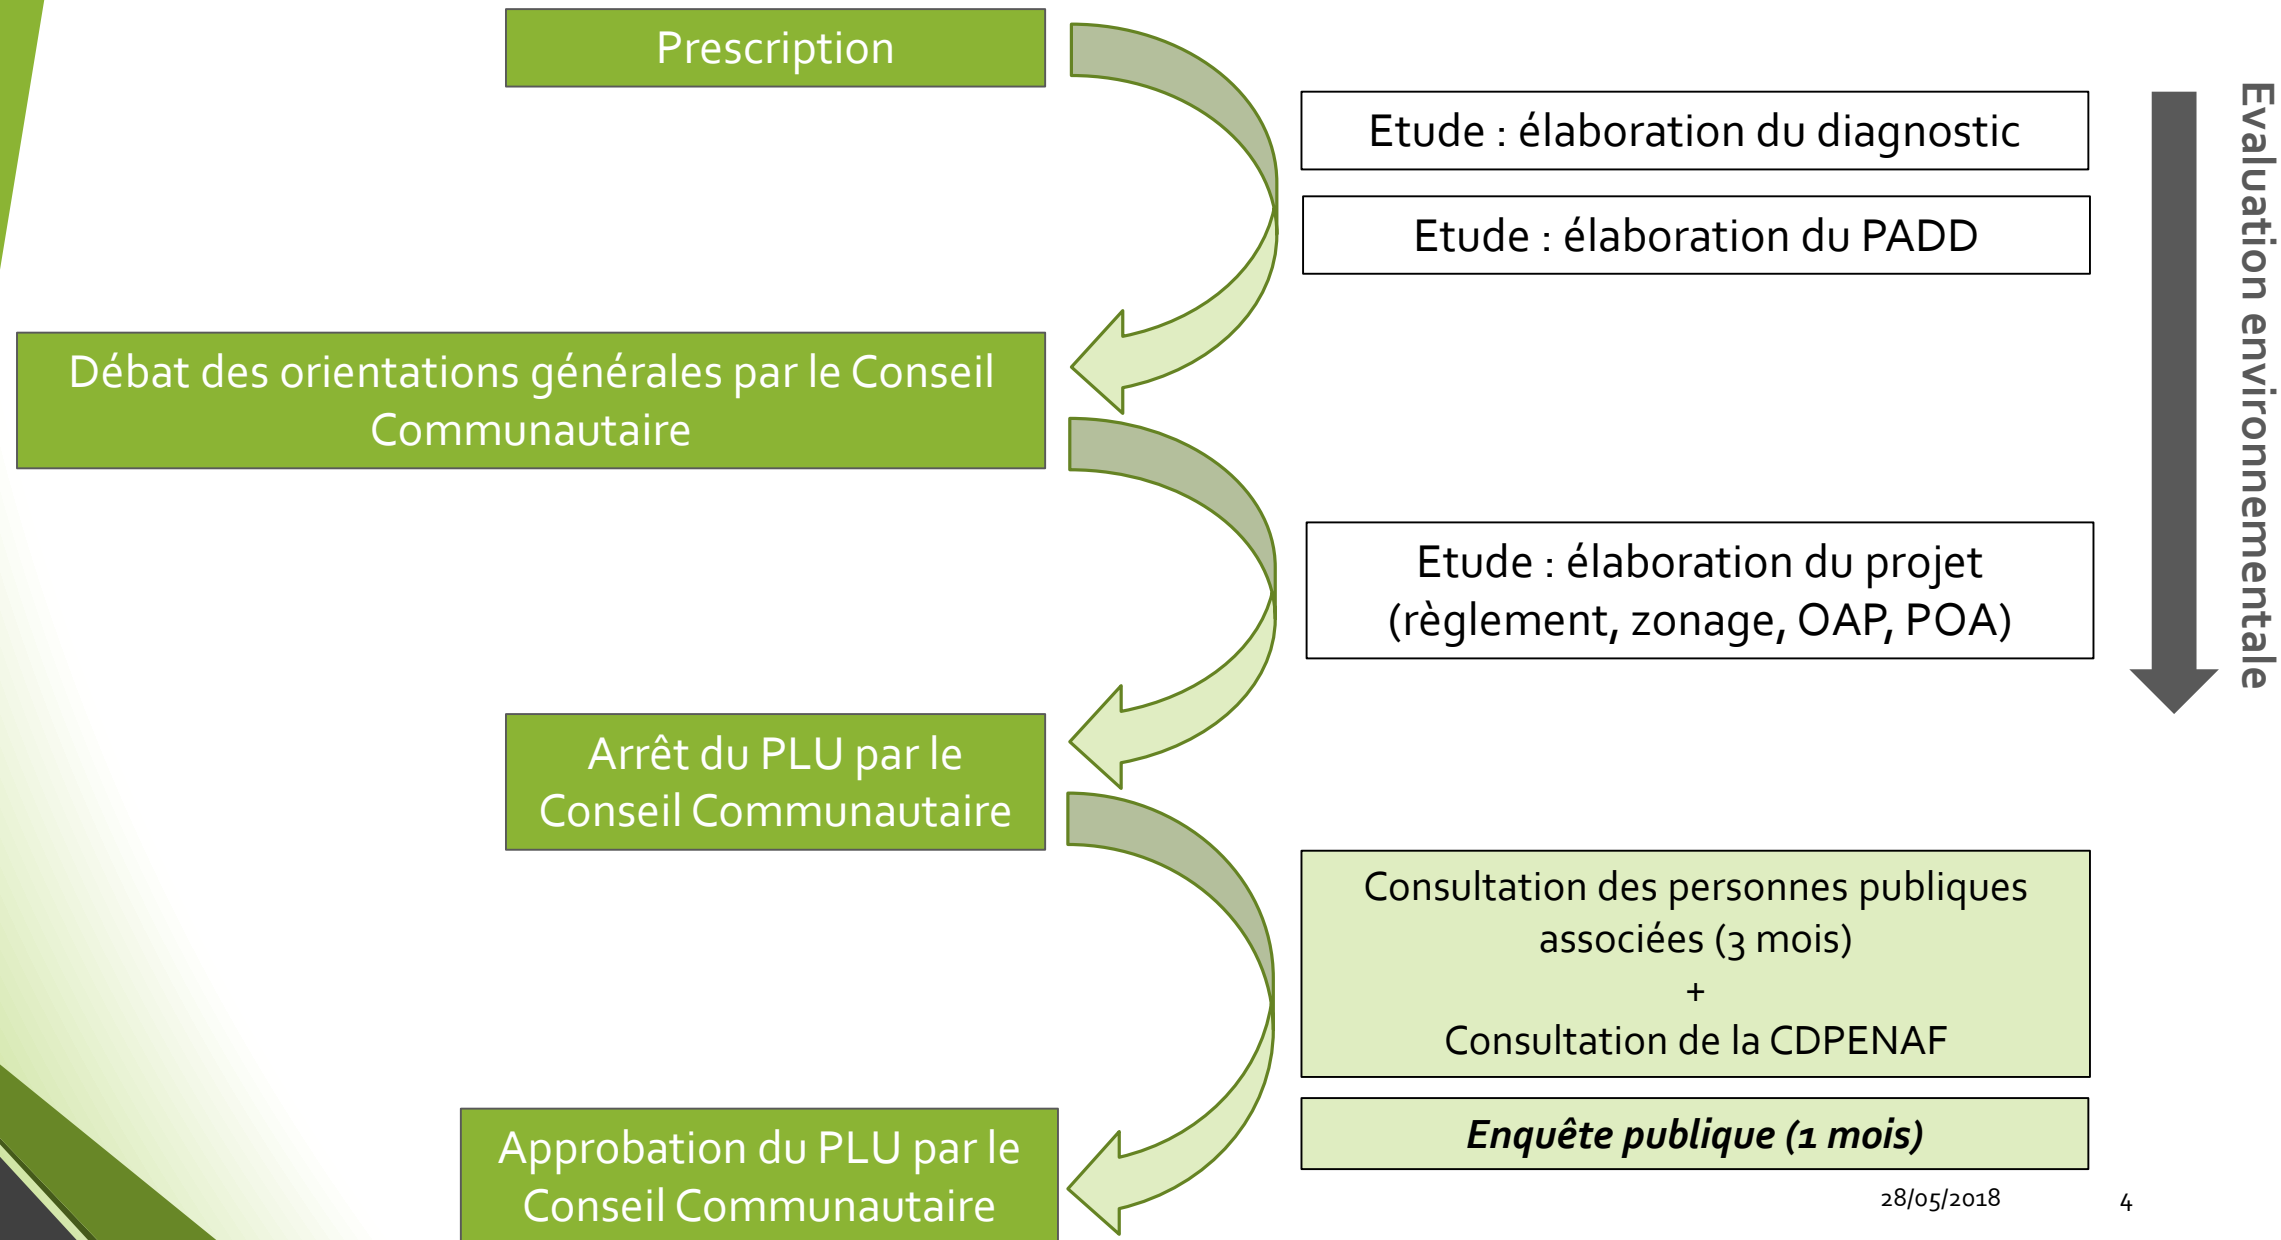 Prescription
Etude : élaboration du diagnostic
Etude : élaboration du PADD
Débat des orientations générales par le Conseil
Communautaire
Etude : élaboration du projet
(règlement, zonage, OAP, POA)
Arrêt du PLU par le
Conseil Communautaire
Consultation des personnes publiques
associées (3 mois)
+
Consultation de la CDPENAF
Enquête publique (1 mois)
Approbation du PLU par le
Conseil Communautaire
Evaluation environnementale
28/05/2018
4